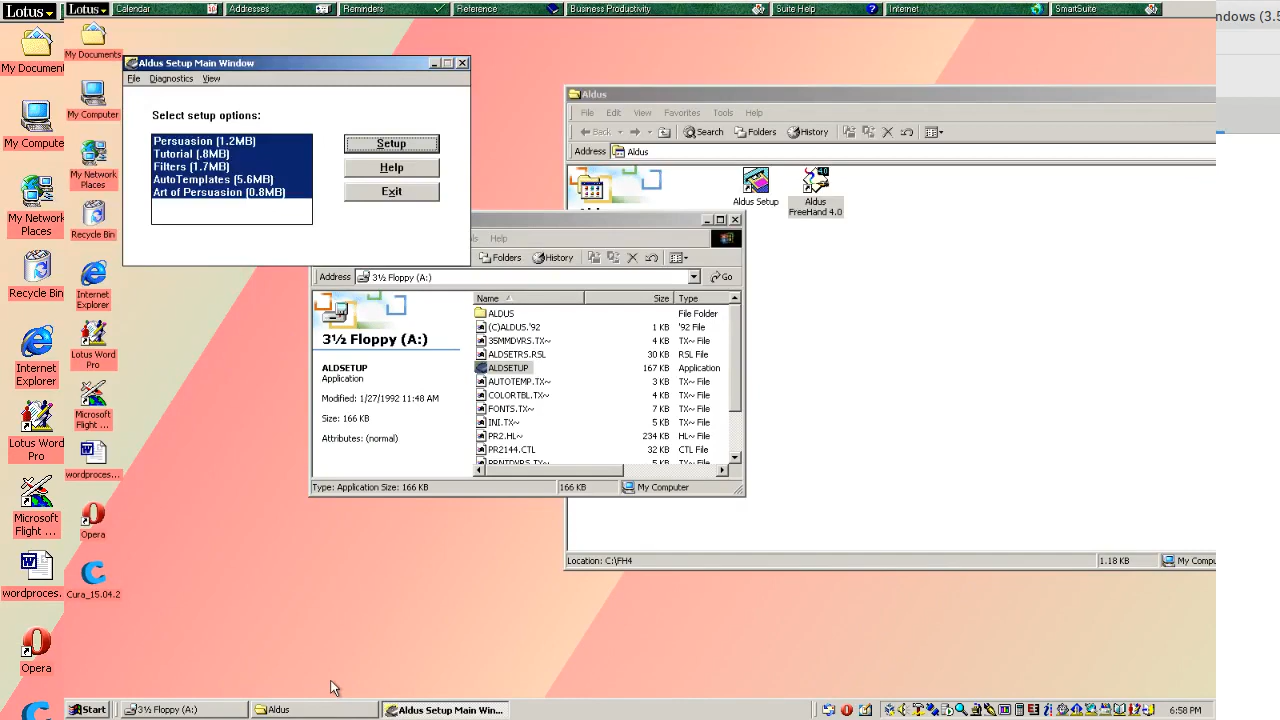 Lotus
Lotus
Calendar
Addresses
Reminders
Reference
Business Productivity
Suite Help
Internet
SmartSuite
ndows (3.5
My Document
My Compute
My Network
Places
Recycle Bin
Internet
Explorer
Lotus Word
Pro
Microsoft
Flight ...
wordproces...
Opera
My Documents
My Computer
My Network
Places
Recycle Bin
Internet
Explorer
Lotus Word
Pro
Microsoft
Flight ...
wordproces...
Opera
Cura_15.04.2
Aldus Setup Main Window
File Diagnostics View
Select setup options:
Persuasion (1.2MB)
Tutorial (.8MB)
Filters (1.7MB)
AutoTemplates (5.6MB)
Art of Persuasion (0.8MB)
Setup
Help
Exit
Aldus
File Edit View Favorites Tools Help
Back Search Folders History
Address Aldus
Aldus Setup
Aldus
FreeHand 4.0
Location: C:\FH4
1.18 KB
My Compu
Help
Folders History
Address 3½ Floppy (A:) Go
3½ Floppy (A:)
ALDSETUP
Application
Modified: 1/27/1992 11:48 AM
Size: 166 KB
Attributes: (normal)
Name Size Type
ALDUS File Folder
(C)ALDUS.'92 1 KB '92 File
35MMDVRS.TX~ 4 KB TX~ File
ALDSETRS.RSL 30 KB RSL File
ALDSETUP 167 KB Application
AUTOTEMP.TX~ 3 KB TX~ File
COLORTBL.TX~ 4 KB TX~ File
FONTS.TX~ 7 KB TX~ File
INI.TX~ 5 KB TX~ File
PR2.HL~ 234 KB HL~ File
PR2144.CTL 32 KB CTL File
PRNTDVRS.TX~ 5 KB TX~ File
Type: Application Size: 166 KB
166 KB
My Computer
Start
3½ Floppy (A:)
Aldus
Aldus Setup Main Win...
6:58 PM